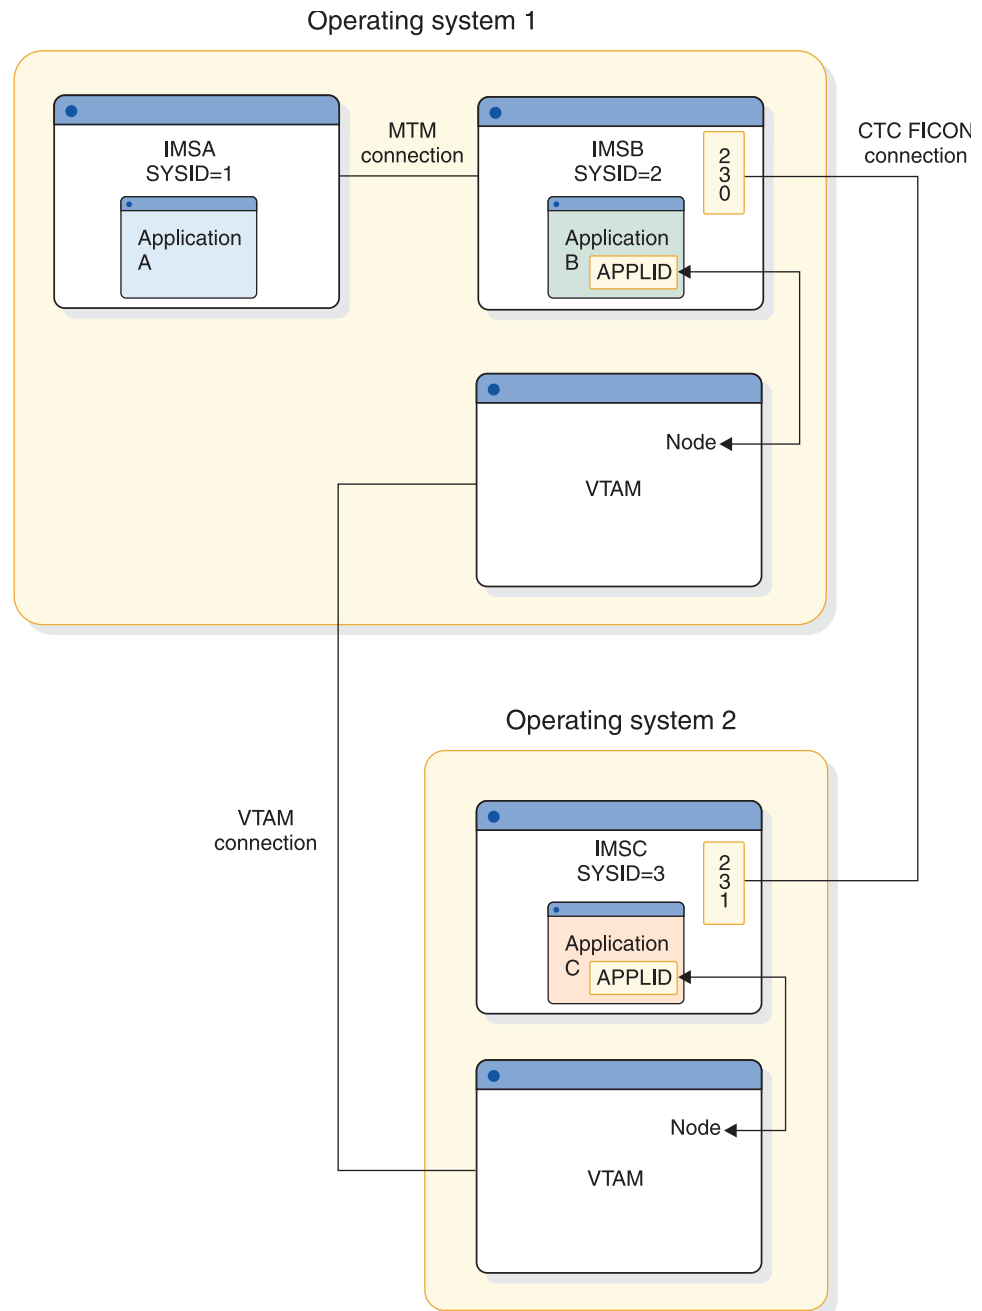 Operating system 1
IMSA
SYSID=1
Application
A
MTM
connection
IMSB
SYSID=2
2
3
0
Application
B
APPLID
CTC FICON
connection
Node
VTAM
Operating system 2
VTAM
connection
IMSC
SYSID=3
2
3
1
Application
C
APPLID
Node
VTAM